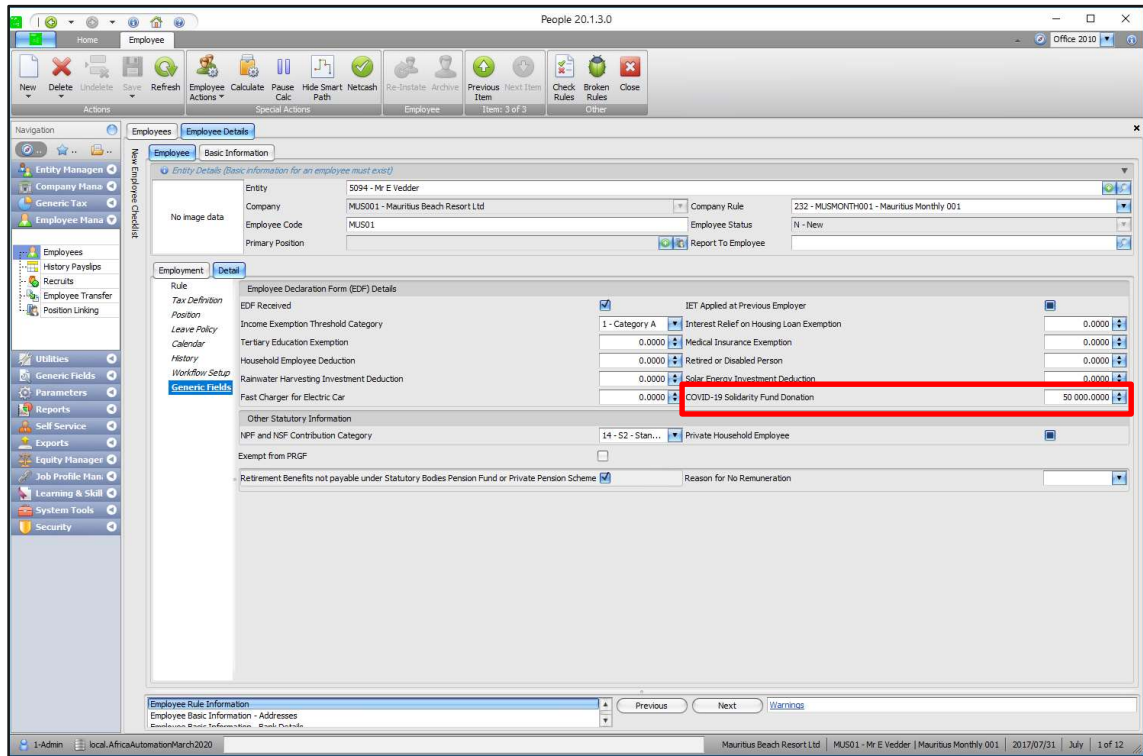 People 20.1.3.0
Home Employee Office 2010
New Delete Undelete Save Refresh Employee Actions Calculate Pause Calc Hide Smart Path Netcash Re-Instate Archive Previous Item Next Item Check Rules Broken Rules Close
Actions Special Actions Employee Item: 3 of 3 Other
Navigation Employees Employee Details
New Employee Checklist
Employee Basic Information
Entity Managen
Company Mana
Generic Tax
Employee Mana
Employees
History Payslips
Recruits
Employee Transfer
Position Linking
Utilities
Generic Fields
Parameters
Reports
Self Service
Exports
Equity Manager
Job Profile Man
Learning & Skill
System Tools
Security
Entity Details (Basic information for an employee must exist)
No image data
Entity 5094 - Mr E Vedder
Company MUS001 - Mauritius Beach Resort Ltd Company Rule 232 - MUSMONTH001 - Mauritius Monthly 001
Employee Code MUS01 Employee Status N - New
Primary Position Report To Employee
Employment Detail
Rule
Tax Definition
Position
Leave Policy
Calendar
History
Workflow Setup
Generic Fields
Employee Declaration Form (EDF) Details
EDF Received IET Applied at Previous Employer
Income Exemption Threshold Category 1 - Category A Interest Relief on Housing Loan Exemption 0.0000
Tertiary Education Exemption 0.0000 Medical Insurance Exemption 0.0000
Household Employee Deduction 0.0000 Retired or Disabled Person 0.0000
Rainwater Harvesting Investment Deduction 0.0000 Solar Energy Investment Deduction 0.0000
Fast Charger for Electric Car 0.0000 COVID-19 Solidarity Fund Donation 50 000.0000
Other Statutory Information
NPF and NSF Contribution Category 14 - S2 - Stan... Private Household Employee
Exempt from PRGF
Retirement Benefits not payable under Statutory Bodies Pension Fund or Private Pension Scheme Reason for No Remuneration
Employee Rule Information
Employee Basic Information - Addresses
Employee Basic Information - Bank Details
Previous Next Warnings
1-Admin local.AfricaAutomationMarch2020 Mauritius Beach Resort Ltd MUS01 - Mr E Vedder | Mauritius Monthly 001 2017/07/31 July 1 of 12